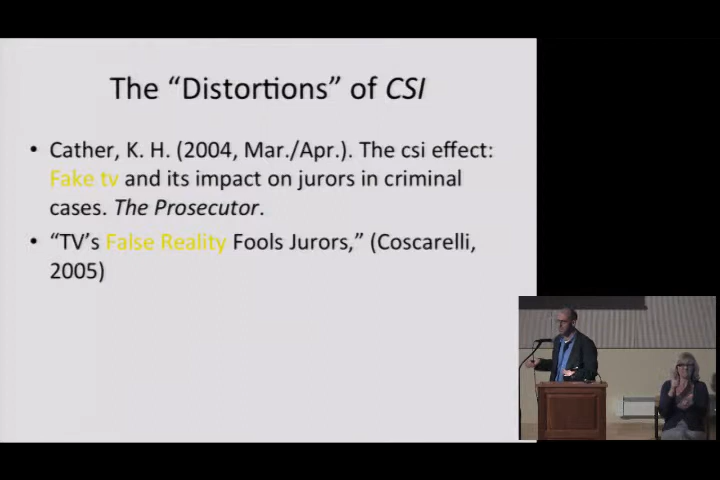 The “Distortions” of CSI
• Cather, K. H. (2004, Mar./Apr.). The csi effect:
Fake tv and its impact on jurors in criminal
cases. The Prosecutor.
• “TV’s False Reality Fools Jurors,” (Coscarelli,
2005)